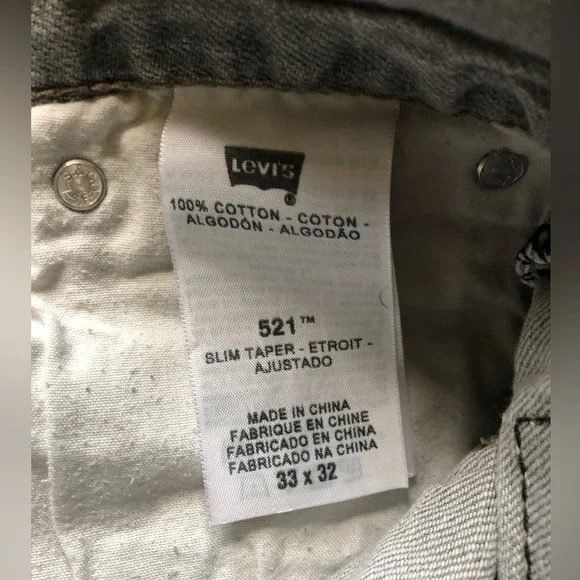 Levi's
®
100% COTTON - COTON -
ALGODÓN - ALGODÃO
521™
SLIM TAPER - ETROIT -
AJUSTADO
MADE IN CHINA
FABRIQUE EN CHINE
FABRICADO EN CHINA
FABRICADO NA CHINA
33 x 32